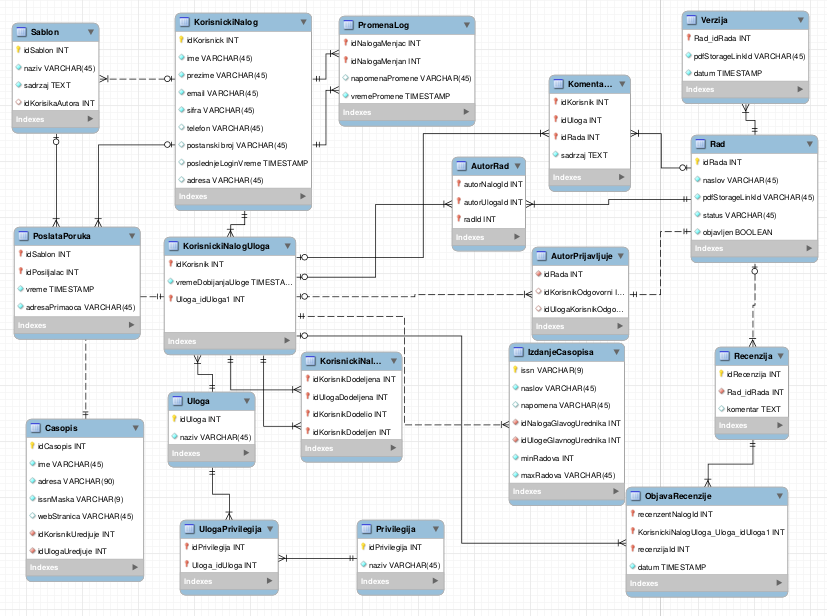 Sablon
idSablon INT
naziv VARCHAR(45)
sadrzaj TEXT
idKorisikaAutora INT
Indexes
KorisnickiNalog
idKorisnick INT
ime VARCHAR(45)
prezime VARCHAR(45)
email VARCHAR(45)
sifra VARCHAR(45)
telefon VARCHAR(45)
postanski broj VARCHAR(45)
poslednjeLoginVreme TIMESTAMP
adresa VARCHAR(45)
Indexes
PromenaLog
idNalogaMenjac INT
idNalogaMenjan INT
napomenaPromene VARCHAR(45)
vremePromene TIMESTAMP
Indexes
Verzija
Rad_idRada INT
pdfStorageLinkId VARCHAR(45)
datum TIMESTAMP
Indexes
Komenta...
idKorisnik INT
idUloga INT
idRada INT
sadrzaj TEXT
Indexes
Rad
idRada INT
naslov VARCHAR(45)
pdfStorageLinkId VARCHAR(45)
status VARCHAR(45)
objavljen BOOLEAN
Indexes
AutorRad
autorNalogId INT
autorUlogaId INT
radId INT
Indexes
PoslataPoruka
idSablon INT
idPosiljalac INT
vreme TIMESTAMP
adresaPrimaoca VARCHAR(45)
Indexes
KorisnickiNalogUloga
idKorisnik INT
vremeDobijanjaUloge TIMESTA...
Uloga_idUloga1 INT
Indexes
AutorPrijavljuje
idRada INT
idKorisnikOdgovorni I...
idUlogaKorisnikOdgo...
Indexes
KorisnickiNal...
idKorisnikDodeljena INT
idUlogaDodeljena INT
idKorisnikDodelio INT
idKorisnikDodeljen INT
Indexes
IzdanjeCasopisa
issn VARCHAR(9)
naslov VARCHAR(45)
napomena VARCHAR(45)
idNalogaGlavogUrednika INT
idUlogeGlavnogUrednika INT
minRadova INT
maxRadova VARCHAR(45)
Indexes
Recenzija
idRecenzija INT
Rad_idRada INT
komentar TEXT
Indexes
Uloga
idUloga INT
naziv VARCHAR(45)
Indexes
Casopis
idCasopis INT
ime VARCHAR(45)
adresa VARCHAR(90)
issnMaska VARCHAR(9)
webStranica VARCHAR(45)
idKorisnikUredjuje INT
idUlogaUredjuje INT
Indexes
UlogaPrivilegija
idPrivilegija INT
Uloga_idUloga INT
Indexes
Privilegija
idPrivilegija INT
naziv VARCHAR(45)
Indexes
ObjavaRecenzije
recenzentNalogId INT
KorisnickiNalogUloga_Uloga_idUloga1 INT
recenzijaId INT
datum TIMESTAMP
Indexes